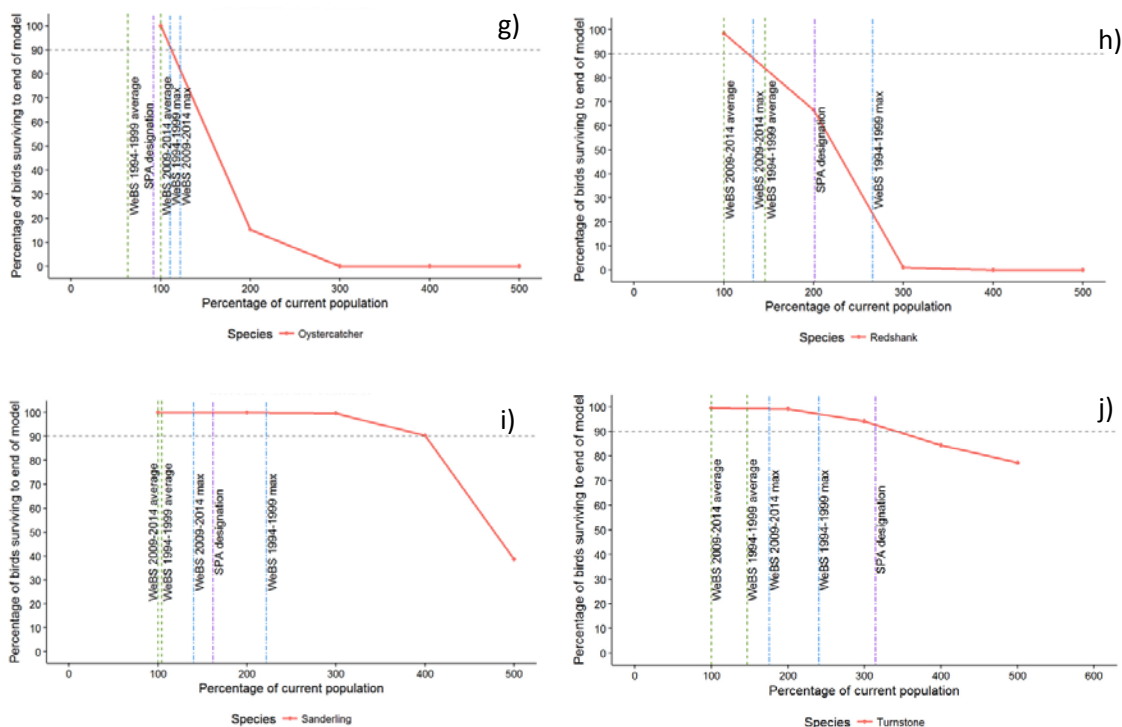 g)
Percentage of birds surviving to end of model
100
90
80
70
60
50
40
30
20
10
0
WeBS 1994-1999 average
SPA designation
WeBS 2009-2014 average
WeBS 1994-1999 max
WeBS 2009-2014 max
0 100 200 300 400 500
Percentage of current population
Species Oystercatcher
h)
Percentage of birds surviving to end of model
100
90
80
70
60
50
40
30
20
10
0
WeBS 2009-2014 average
WeBS 2009-2014 max
WeBS 1994-1999 average
SPA designation
WeBS 1994-1999 max
0 100 200 300 400 500
Percentage of current population
Species Redshank
i)
Percentage of birds surviving to end of model
100
90
80
70
60
50
40
30
20
10
0
WeBS 2009-2014 average
WeBS 1994-1999 average
WeBS 2009-2014 max
SPA designation
WeBS 1994-1999 max
0 100 200 300 400 500
Percentage of current population
Species Sanderling
j)
Percentage of birds surviving to end of model
100
90
80
70
60
50
40
30
20
10
0
WeBS 2009-2014 average
WeBS 1994-1999 average
WeBS 2009-2014 max
WeBS 1994-1999 max
SPA designation
0 100 200 300 400 500 600
Percentage of current population
Species Turnstone